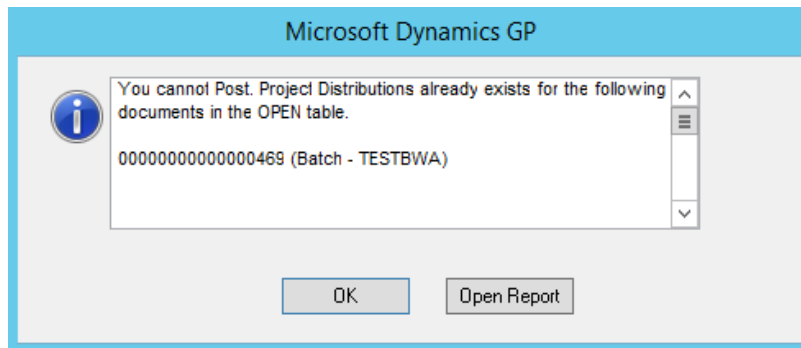 Microsoft Dynamics GP
You cannot Post. Project Distributions already exists for the following
documents in the OPEN table.
00000000000000469 (Batch - TESTBWA)
OK
Open Report